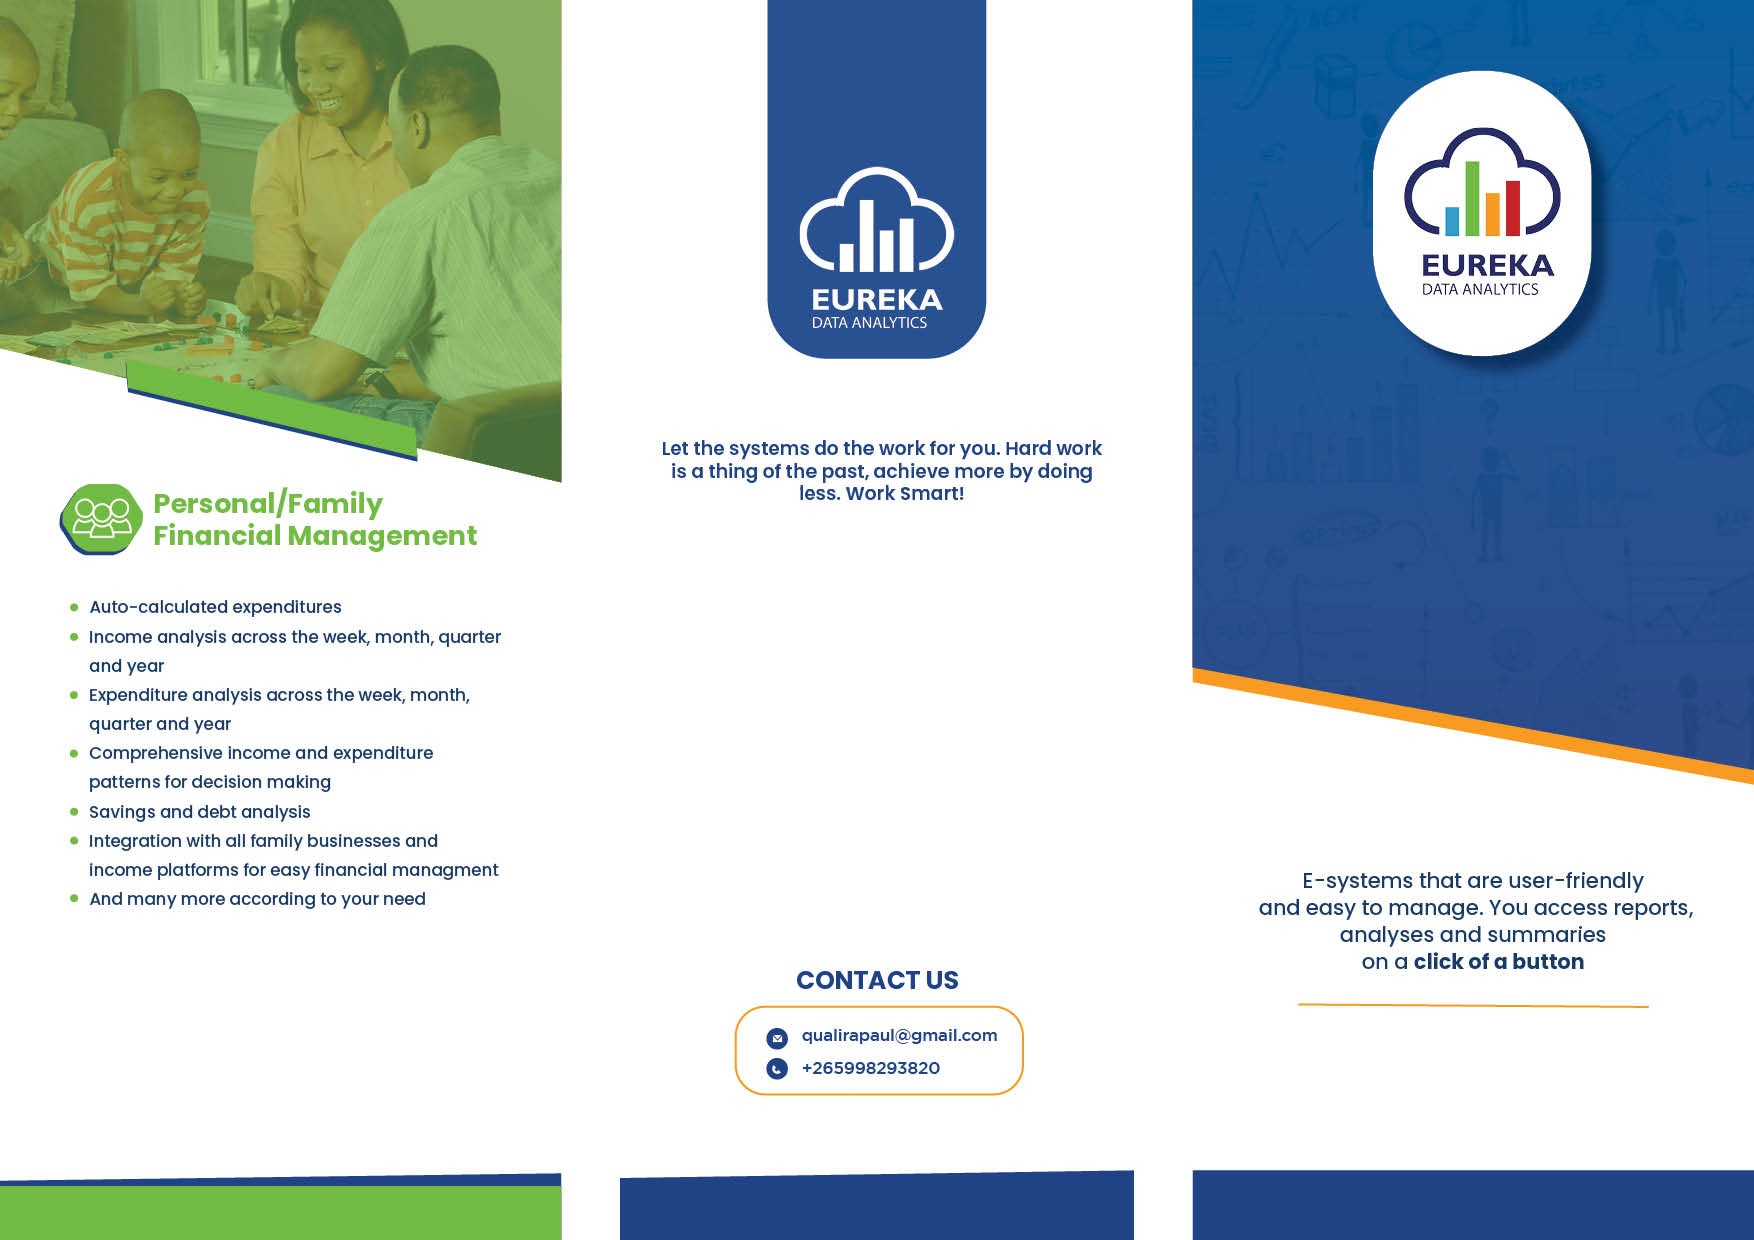 Personal/Family
Financial Management
Auto-calculated expenditures
Income analysis across the week, month, quarter
and year
Expenditure analysis across the week, month,
quarter and year
Comprehensive income and expenditure
patterns for decision making
Savings and debt analysis
Integration with all family businesses and
income platforms for easy financial managment
And many more according to your need
EUREKA
DATA ANALYTICS
Let the systems do the work for you. Hard work
is a thing of the past, achieve more by doing
less. Work Smart!
CONTACT US
qualirapaul@gmail.com
+265998293820
NEXT
EUREKA
DATA ANALYTICS
OPTIONS
PLAN
E-systems that are user-friendly
and easy to manage. You access reports,
analyses and summaries
on a click of a button